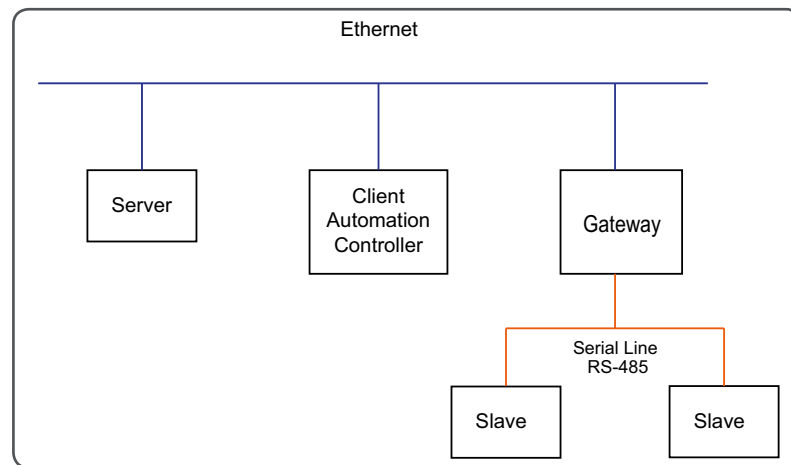 Ethernet
Server
Client
Automation
Controller
Gateway
Serial Line
RS-485
Slave
Slave